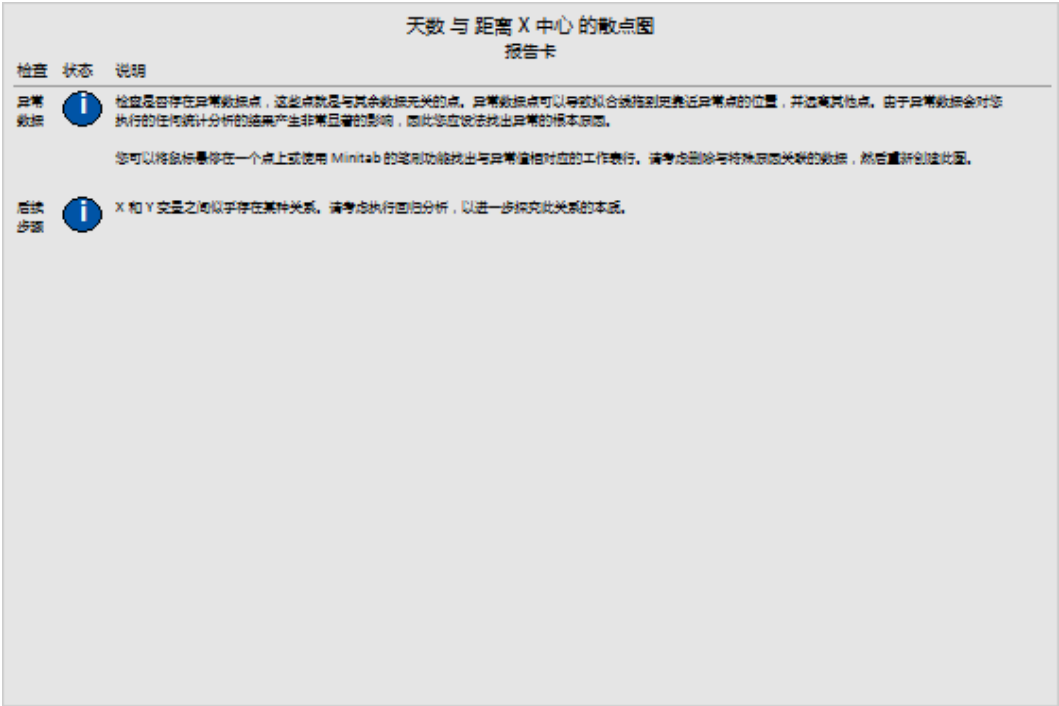 天数 与 距离 X 中心 的散点图
报告卡
检查 状态 说明
异常 i 检查是否存在异常数据点，这些点就是与其余数据无关的点。异常数据点可以导致拟合线拖到更靠近异常点的位置，并远离其他点。由于异常数据会对您
数据 执行的任何统计分析的结果产生非常显著的影响，因此您应设法找出异常的根本原因。
您可以将鼠标悬停在一个点上或使用 Minitab 的笔刷功能找出与异常值相对应的工作表行。请考虑删除与特殊原因关联的数据，然后重新创建此图。
后续 i X 和 Y 变量之间似乎存在某种关系。请考虑执行回归分析，以进一步探究此关系的本质。
步骤